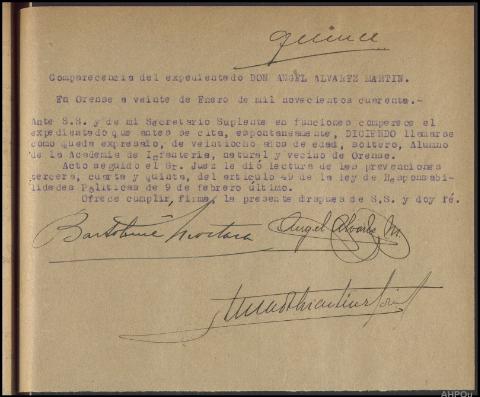 quince
Comparecencia del expedientado DON ANGEL ALVAREZ MARTIN.
En Orense a veinte de Enero de mil novecientos cuarenta.-
Ante S.S. y de mi Secretario Suplente en funciones comparece el
expedientado que antes se cita, espontaneamente, DICIENDO llamarse
como queda expresado, de veintiocho años de edad, soltero, Alumno
de la Academia de Infanteria, natural y vecino de Orense.
Acto seguido el Sr. Juez le dió lectura de las prevenciones
tercera, cuarta y quinta, del articulo 49 de la ley de Responsabi-
lidades Politicas de 9 de febrero último.
Ofrece cumplir, firma, la presente drapues de S.S. y doy fé.
Bartolomé Angel Alvarez M.
AHPOu